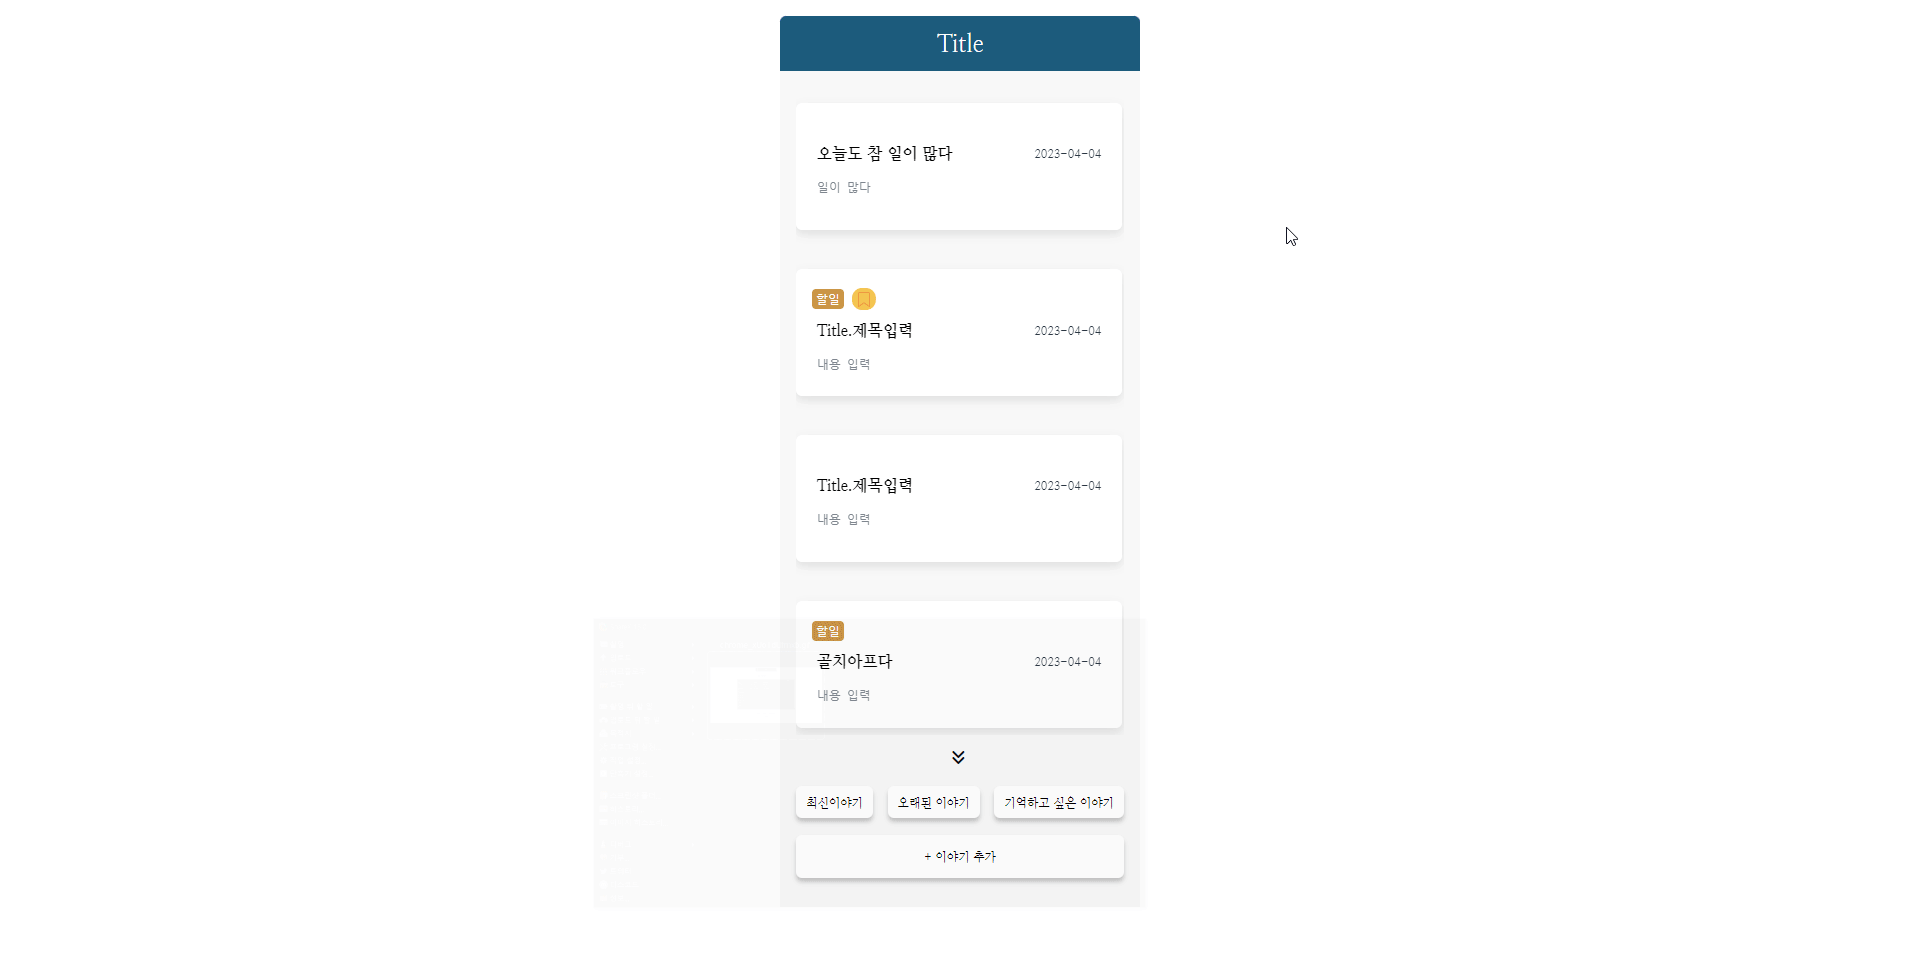 Title
오늘도 참 일이 많다 2023-04-04
일이 많다
할일
Title.제목입력 2023-04-04
내용 입력
Title.제목입력 2023-04-04
내용 입력
할일
골치아프다 2023-04-04
내용 입력
최신이야기 오래된 이야기 기억하고 싶은 이야기
+ 이야기 추가